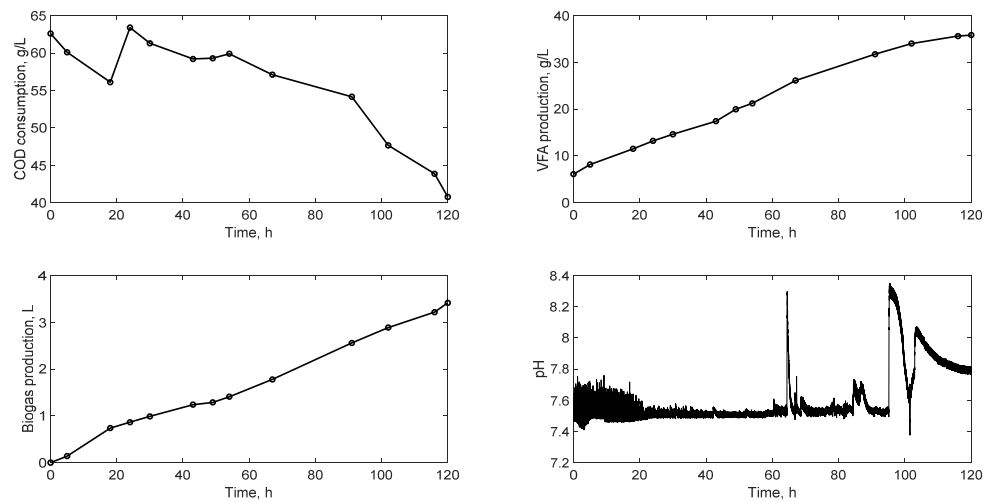 COD consumption, g/L
65
60
55
50
45
40
0 20 40 60 80 100 120
Time, h
VFA production, g/L
40
30
20
10
0
0 20 40 60 80 100 120
Time, h
Biogas production, L
4
3
2
1
0
0 20 40 60 80 100 120
Time, h
pH
8.4
8.2
8
7.8
7.6
7.4
7.2
0 20 40 60 80 100 120
Time, h